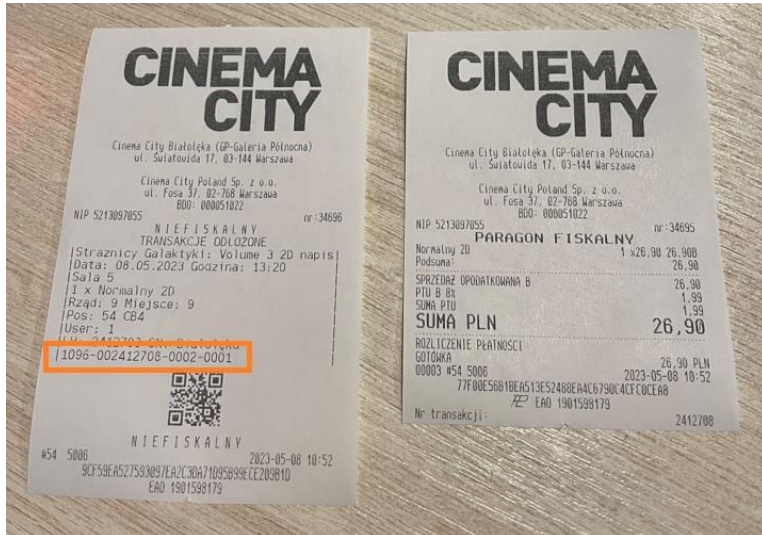 CINEMA
CITY
Cinema City Białołęka (GP-Galeria Północna)
ul. Światowida 17, 03-144 Warszawa
Cinema City Poland Sp. z o.o.
ul. Fosa 37, 02-768 Warszawa
BDO: 000051022
NIP 5213097055 nr:34696
NIEFISKALNY
TRANSAKCJE ODŁOŻONE
|Straznicy Galaktyki: Volume 3 2D napis|
|Data: 08.05.2023 Godzina: 13:20
|Sala 5
|1 x Normalny 2D
|Rząd: 9 Miejsce: 9
|Pos: 54 CB4
|User: 1
|1096-002412708-0002-0001
NIEFISKALNY
#54 5006 2023-05-08 10:52
EAO 1901598179
CINEMA
CITY
Cinema City Białołęka (GP-Galeria Północna)
ul. Światowida 17, 03-144 Warszawa
Cinema City Poland Sp. z o.o.
ul. Fosa 37, 02-768 Warszawa
BDO: 000051022
NIP 5213097055 nr:34695
PARAGON FISKALNY
Normalny 2D 1 x26,90 26,90B
Podsuma: 26,90
SPRZEDAŻ OPODATKOWANA B 26,90
PTU B 8% 1,99
SUMA PTU 1,99
SUMA PLN 26,90
ROZLICZENIE PŁATNOŚCI
GOTÓWKA 26,90 PLN
00003 #54 5006 2023-05-08 10:52
EAO 1901598179
Nr transakcji: 2412708